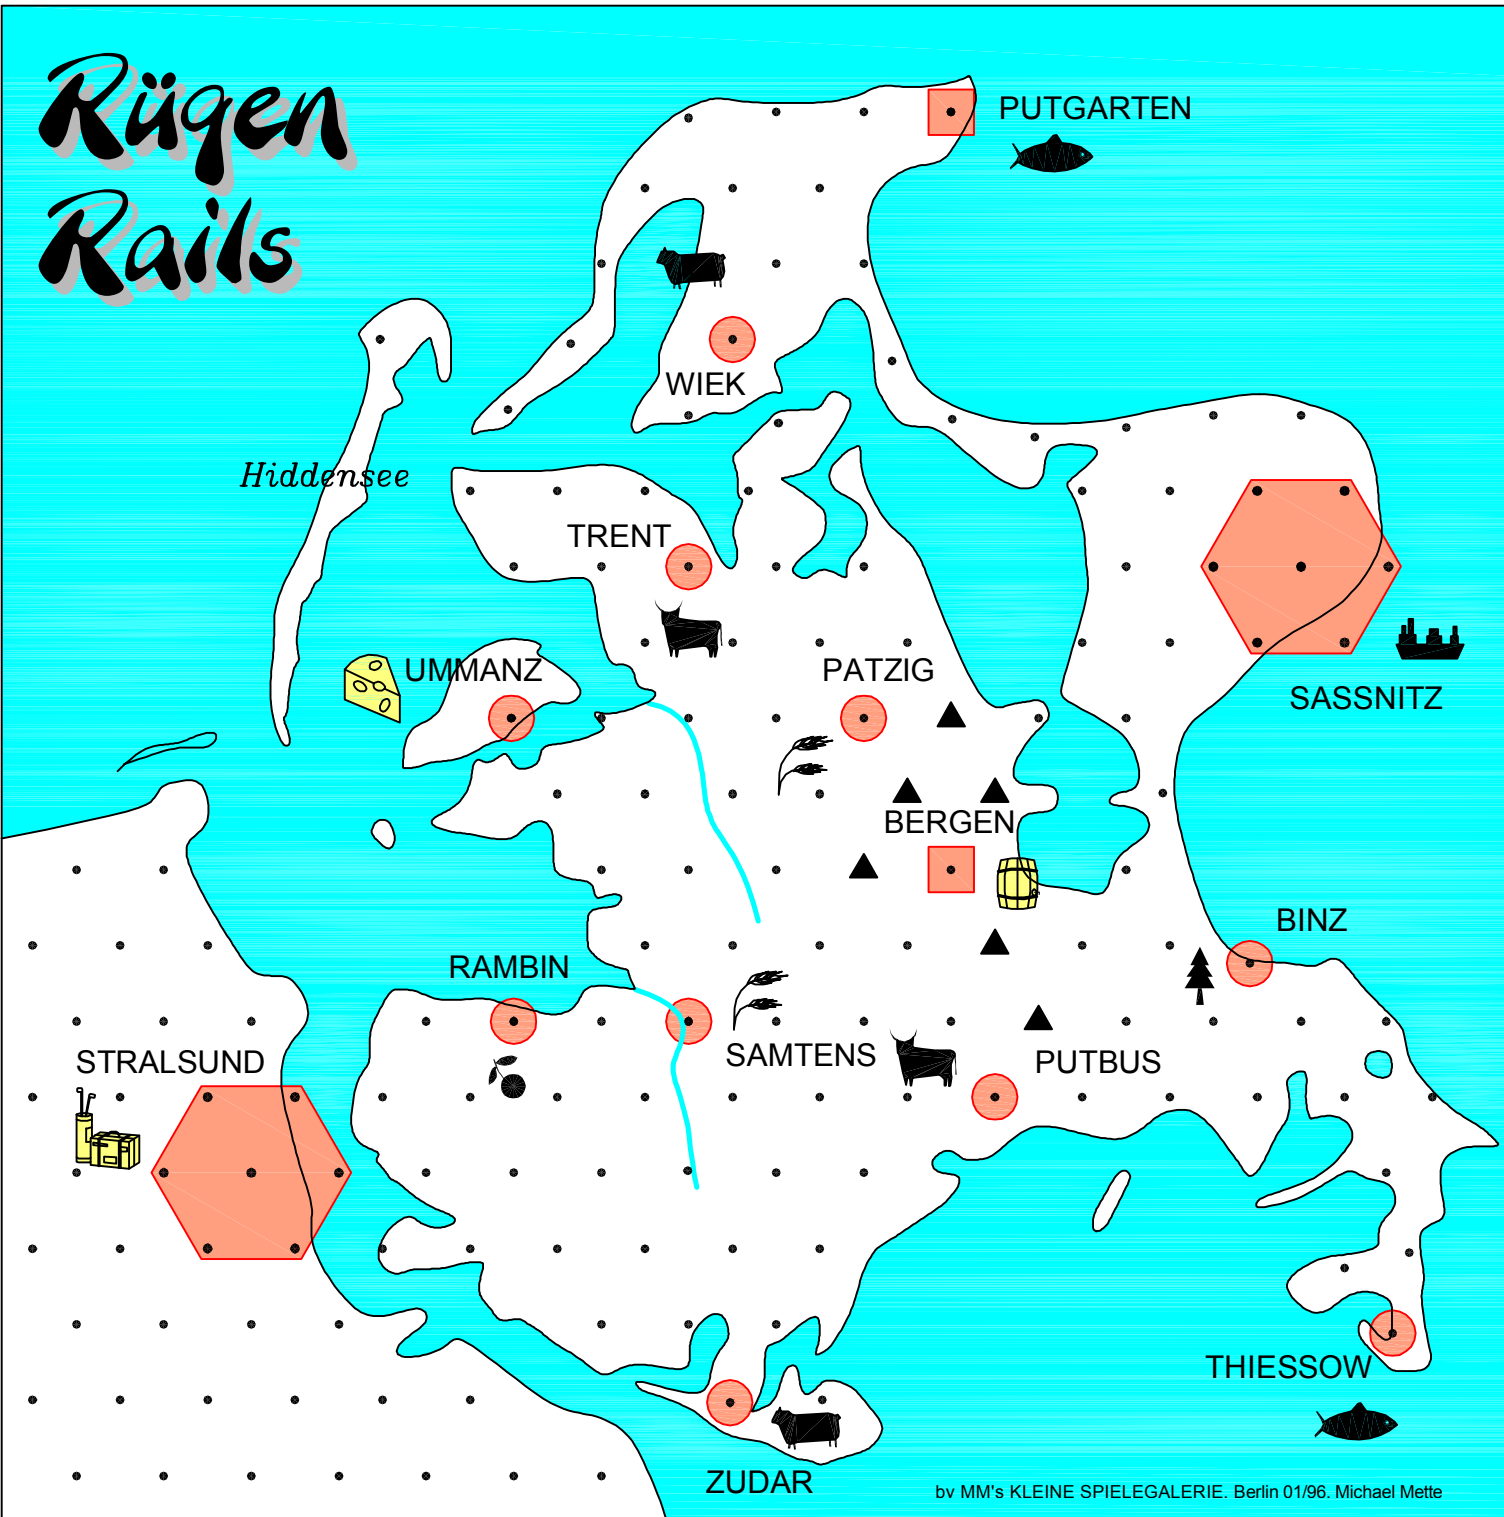 Rügen
Rails
PUTGARTEN
WIEK
Hiddensee
TRENT
UMMANZ
PATZIG
SASSNITZ
BERGEN
BINZ
RAMBIN
STRALSUND
SAMTENS
PUTBUS
THIESSOW
ZUDAR
by MM's KLEINE SPIELEGALERIE. Berlin 01/96. Michael Mette